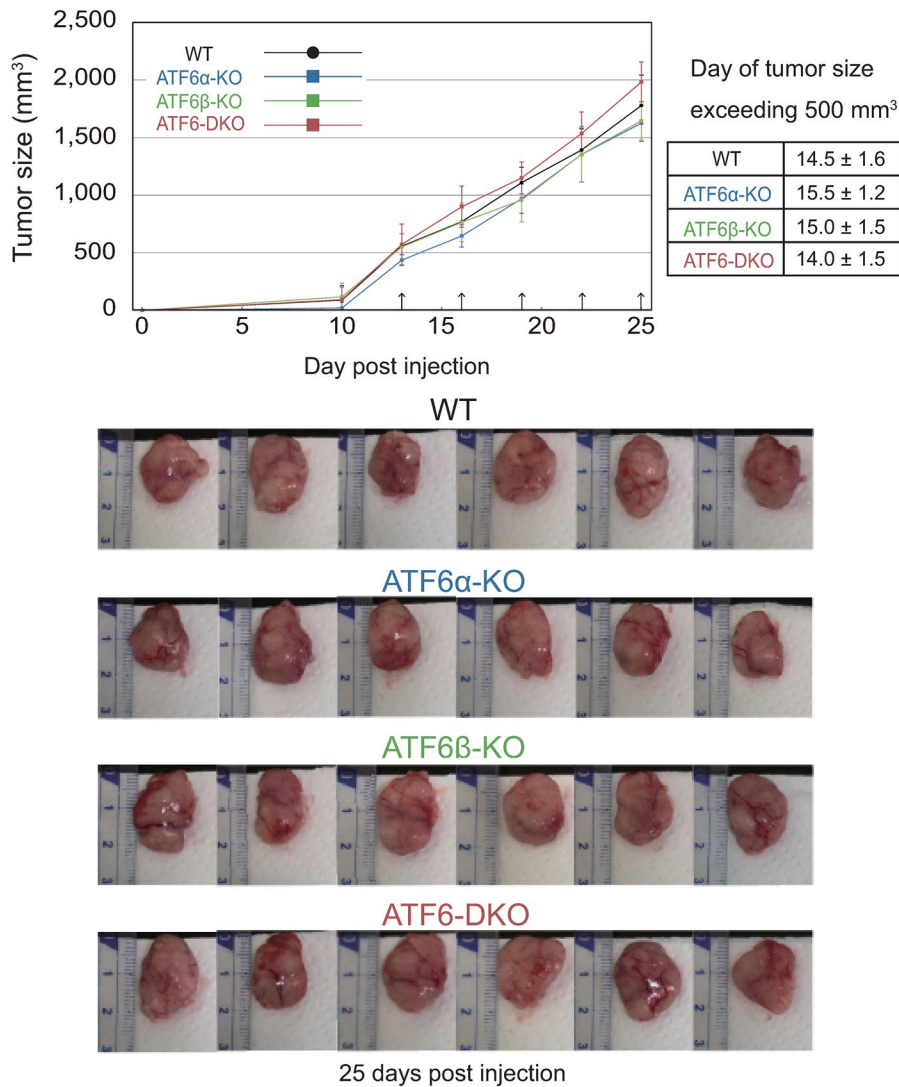 2,500
2,000
1,500
1,000
500
0
Tumor size (mm³)
WT
ATF6α-KO
ATF6β-KO
ATF6-DKO
0 5 10 15 20 25
Day post injection
Day of tumor size
exceeding 500 mm³
WT 14.5 ± 1.6
ATF6α-KO 15.5 ± 1.2
ATF6β-KO 15.0 ± 1.5
ATF6-DKO 14.0 ± 1.5
WT
ATF6α-KO
ATF6ß-KO
ATF6-DKO
25 days post injection